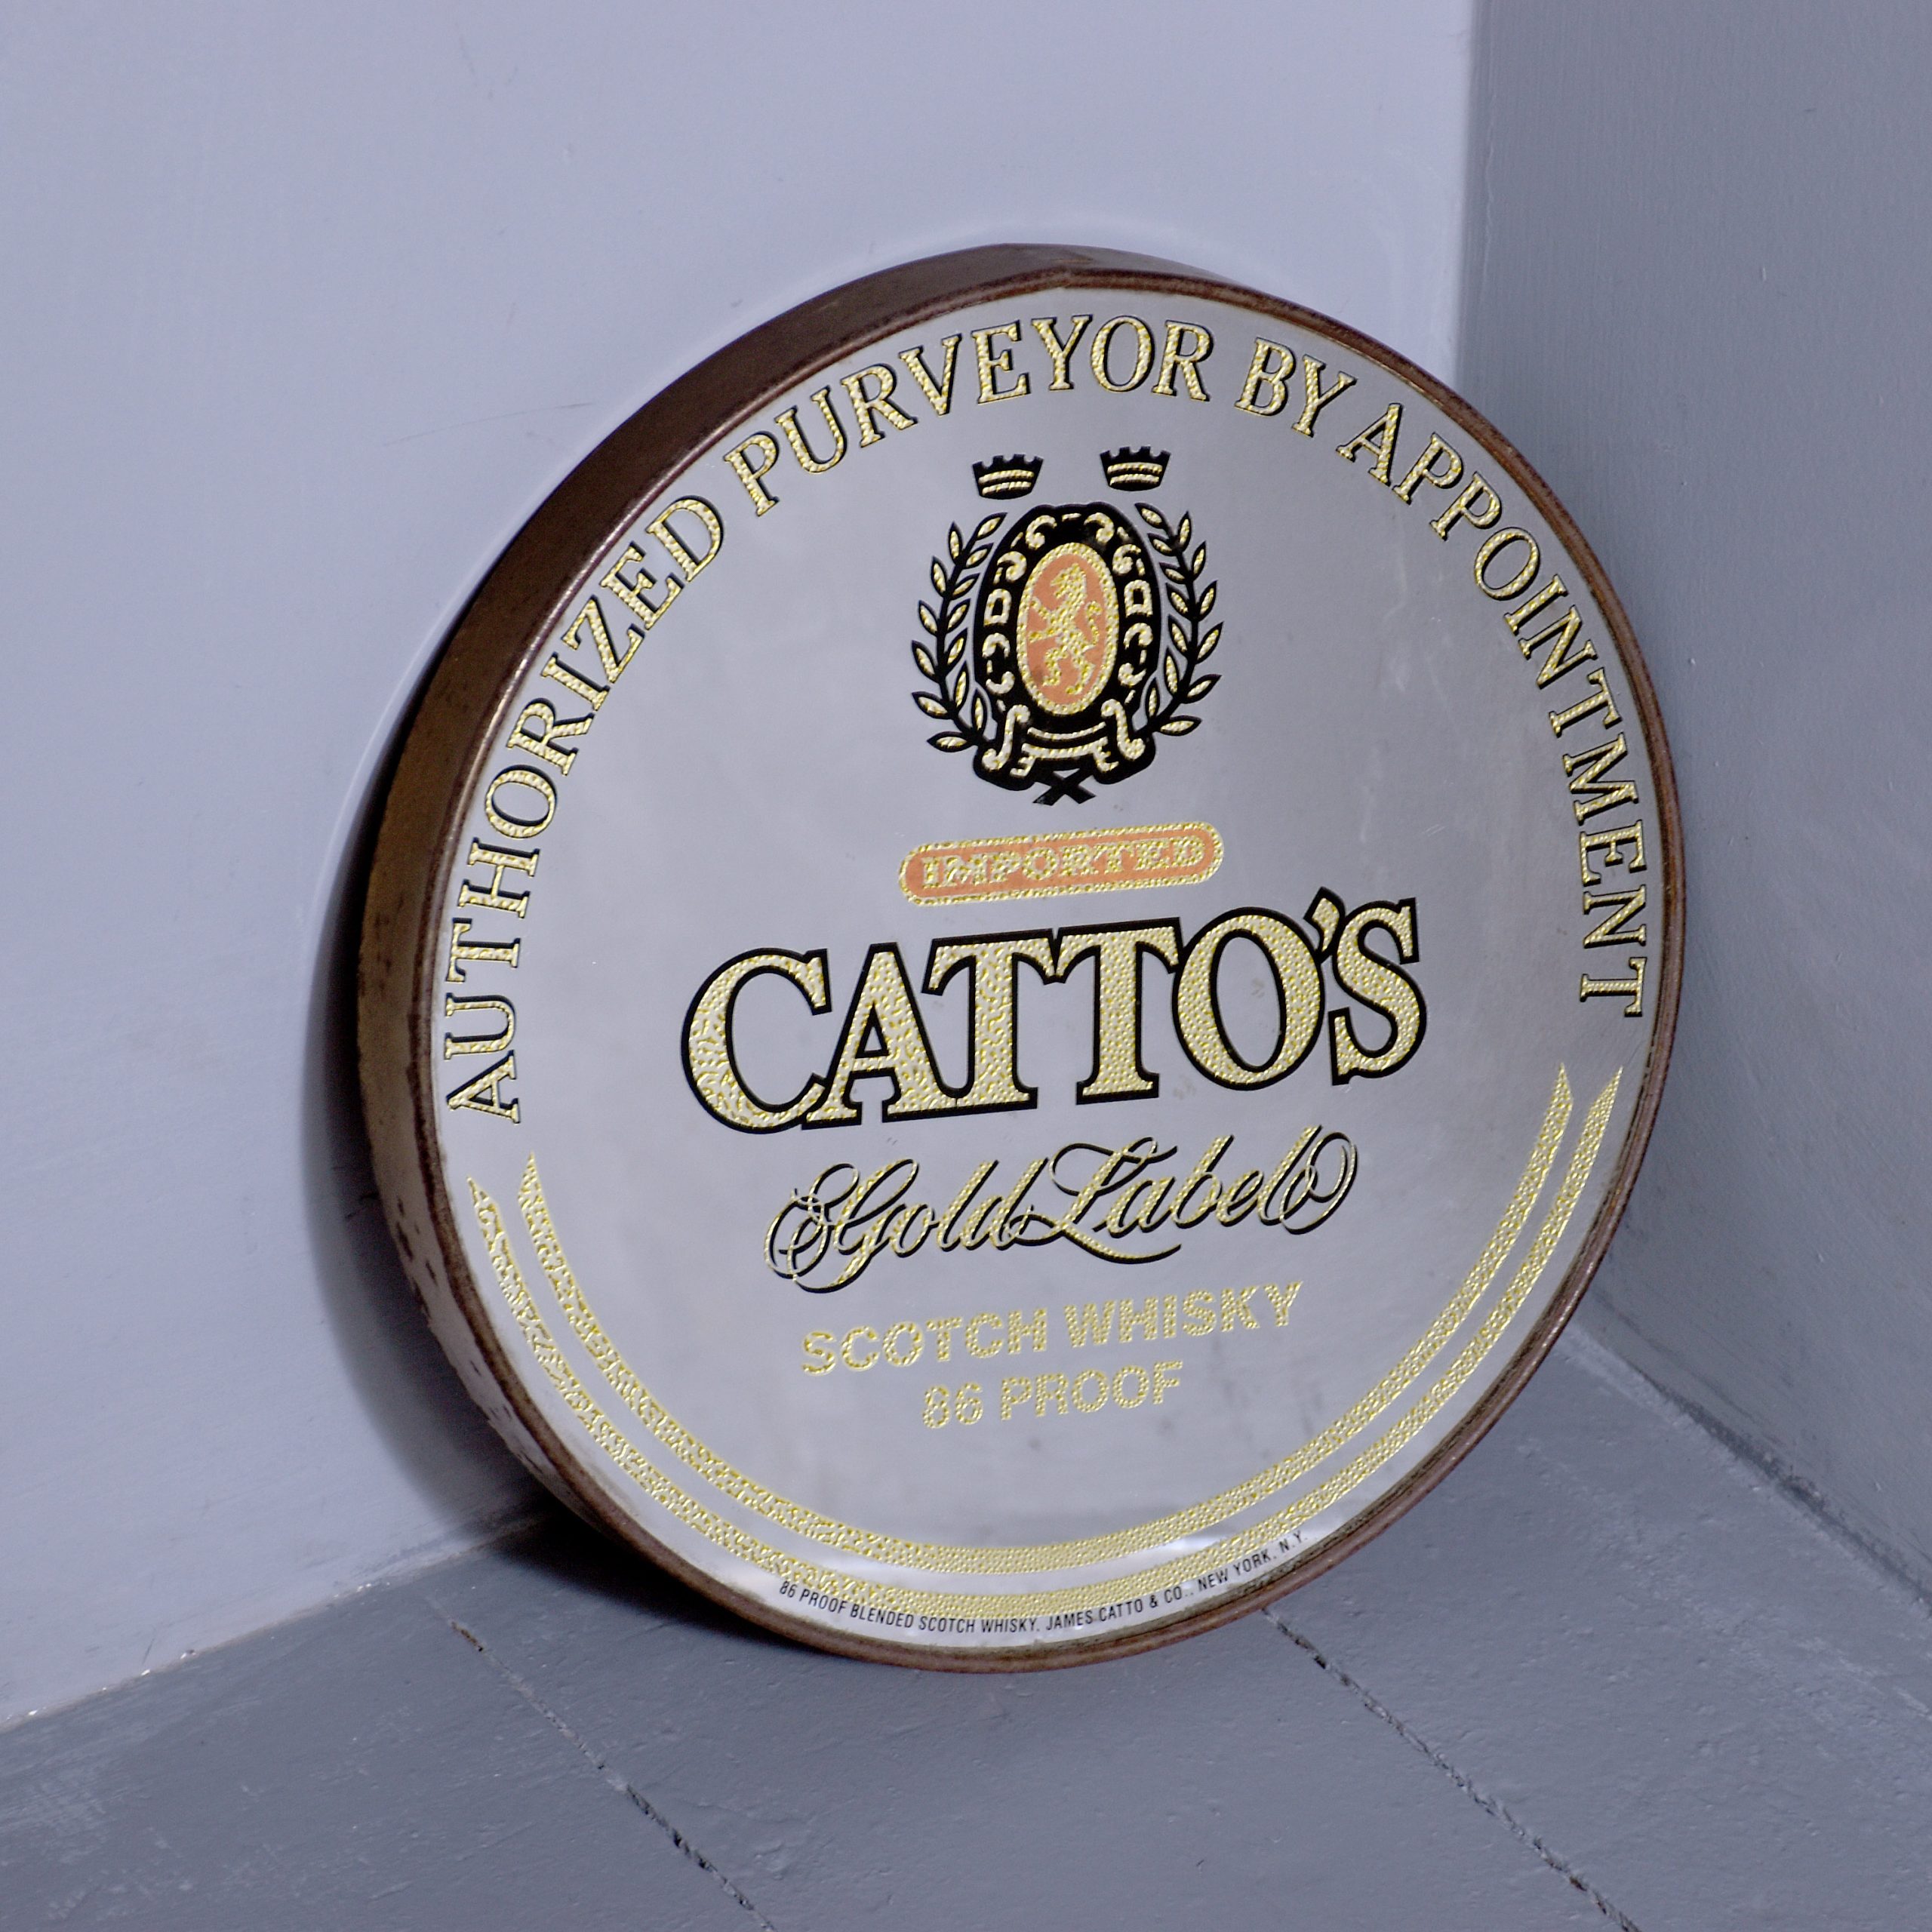 AUTHORIZED PURVEYOR BY APPOINTMENT
IMPORTED
CATTO'S
Gold Label
SCOTCH WHISKY
86 PROOF
86 PROOF BLENDED SCOTCH WHISKY, JAMES CATTO & CO., NEW YORK, N.Y.